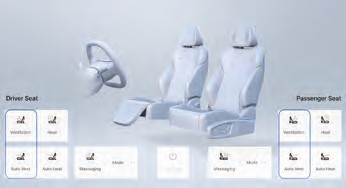 Driver Seat
Passenger Seat
Ventilation
Heat
Ventilation
Heat
Auto Vent
Auto Heat
Massaging
Mode
Massaging
Mode
Auto Vent
Auto Heat